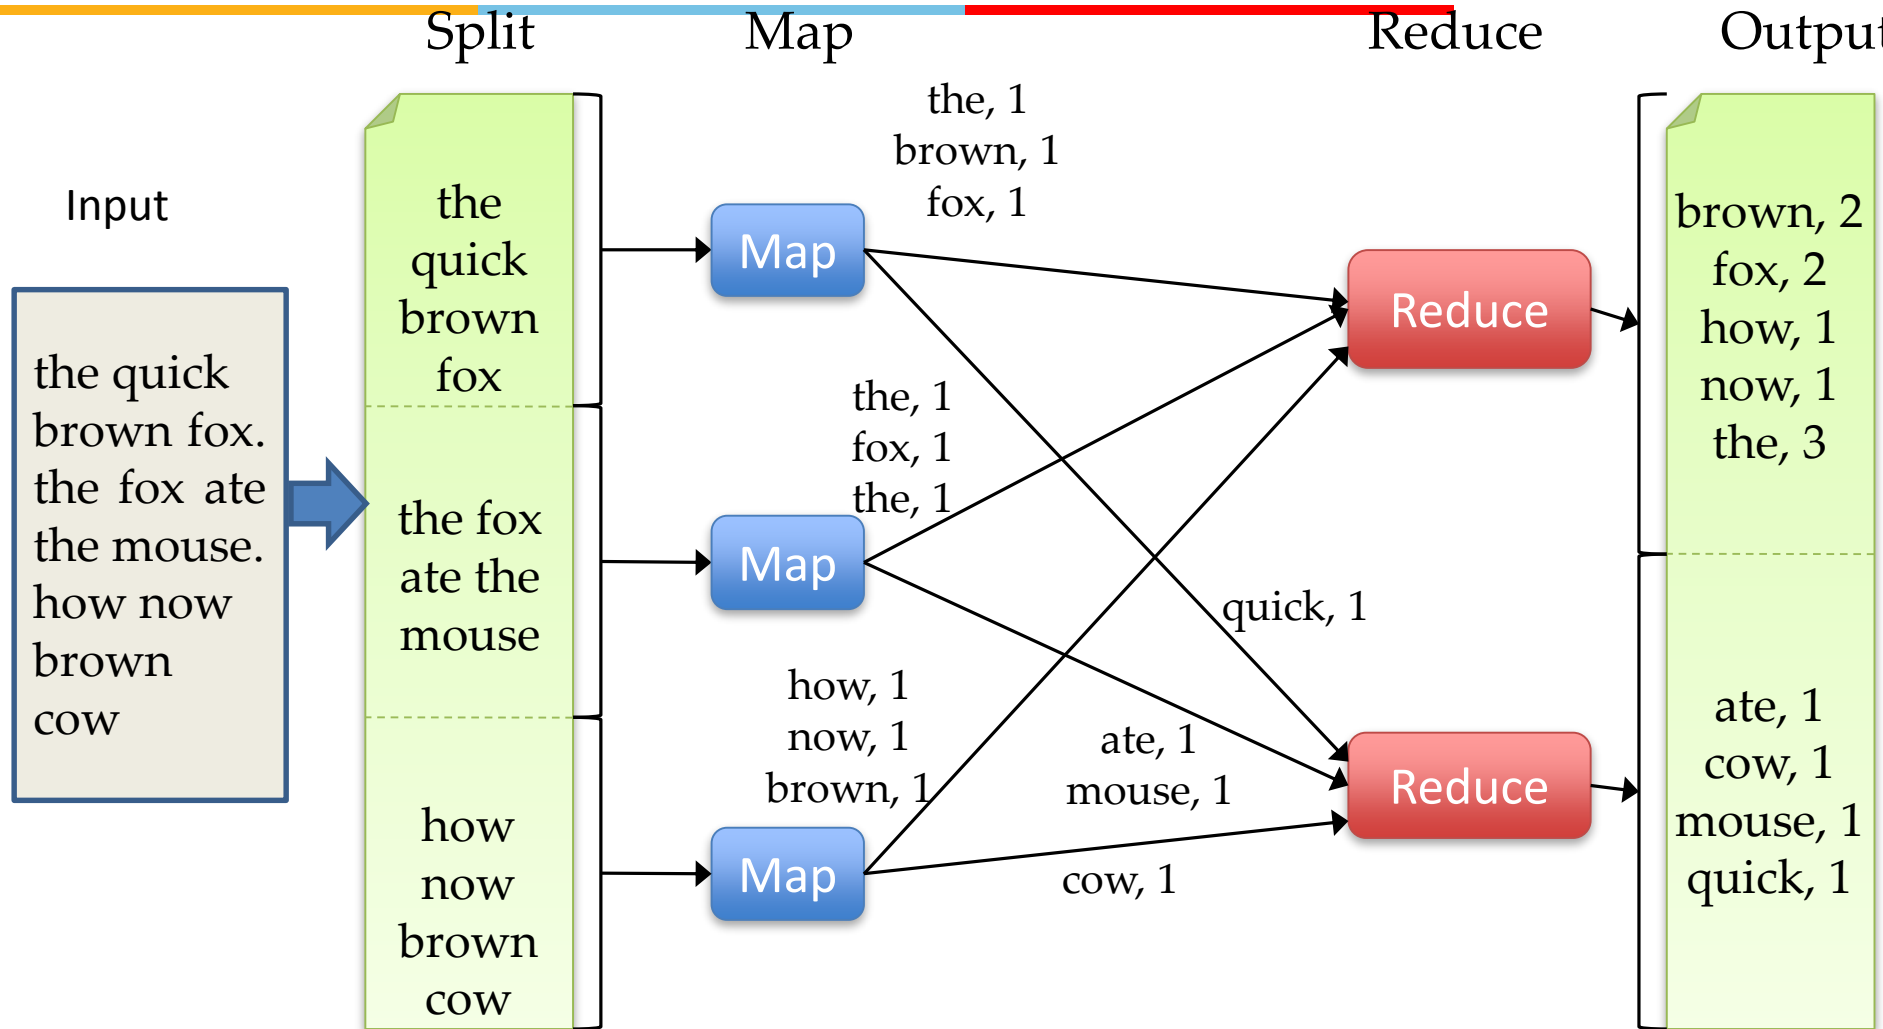 Split
Map
Reduce
Output
Input
the quick
brown fox.
the fox ate
the mouse.
how now
brown
cow
the
quick
brown
fox
the fox
ate the
mouse
how
now
brown
cow
Map
Map
Map
the, 1
brown, 1
fox, 1
the, 1
fox, 1
the, 1
how, 1
now, 1
brown, 1
quick, 1
ate, 1
mouse, 1
cow, 1
Reduce
Reduce
brown, 2
fox, 2
how, 1
now, 1
the, 3
ate, 1
cow, 1
mouse, 1
quick, 1